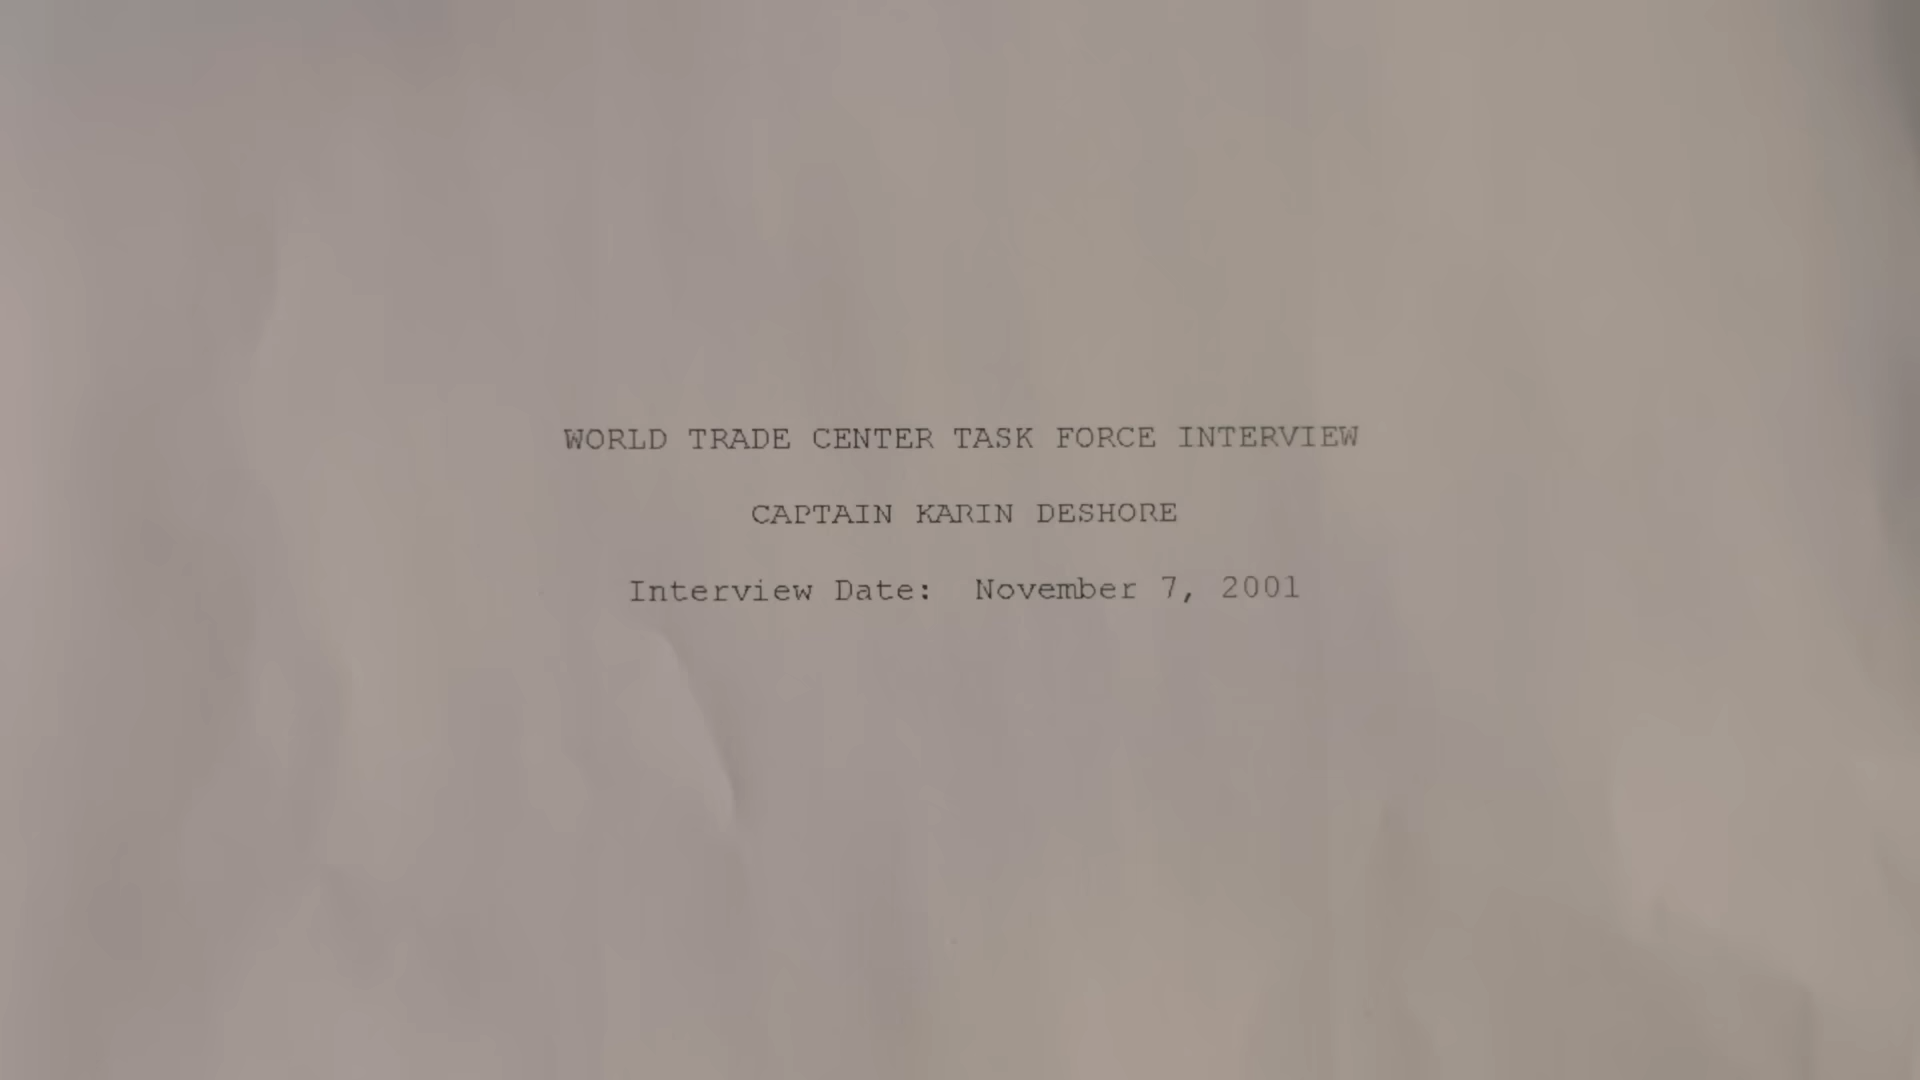 WORLD TRADE CENTER TASK FORCE INTERVIEW
CAPTAIN KARIN DESHORE
Interview Date: November 7, 2001